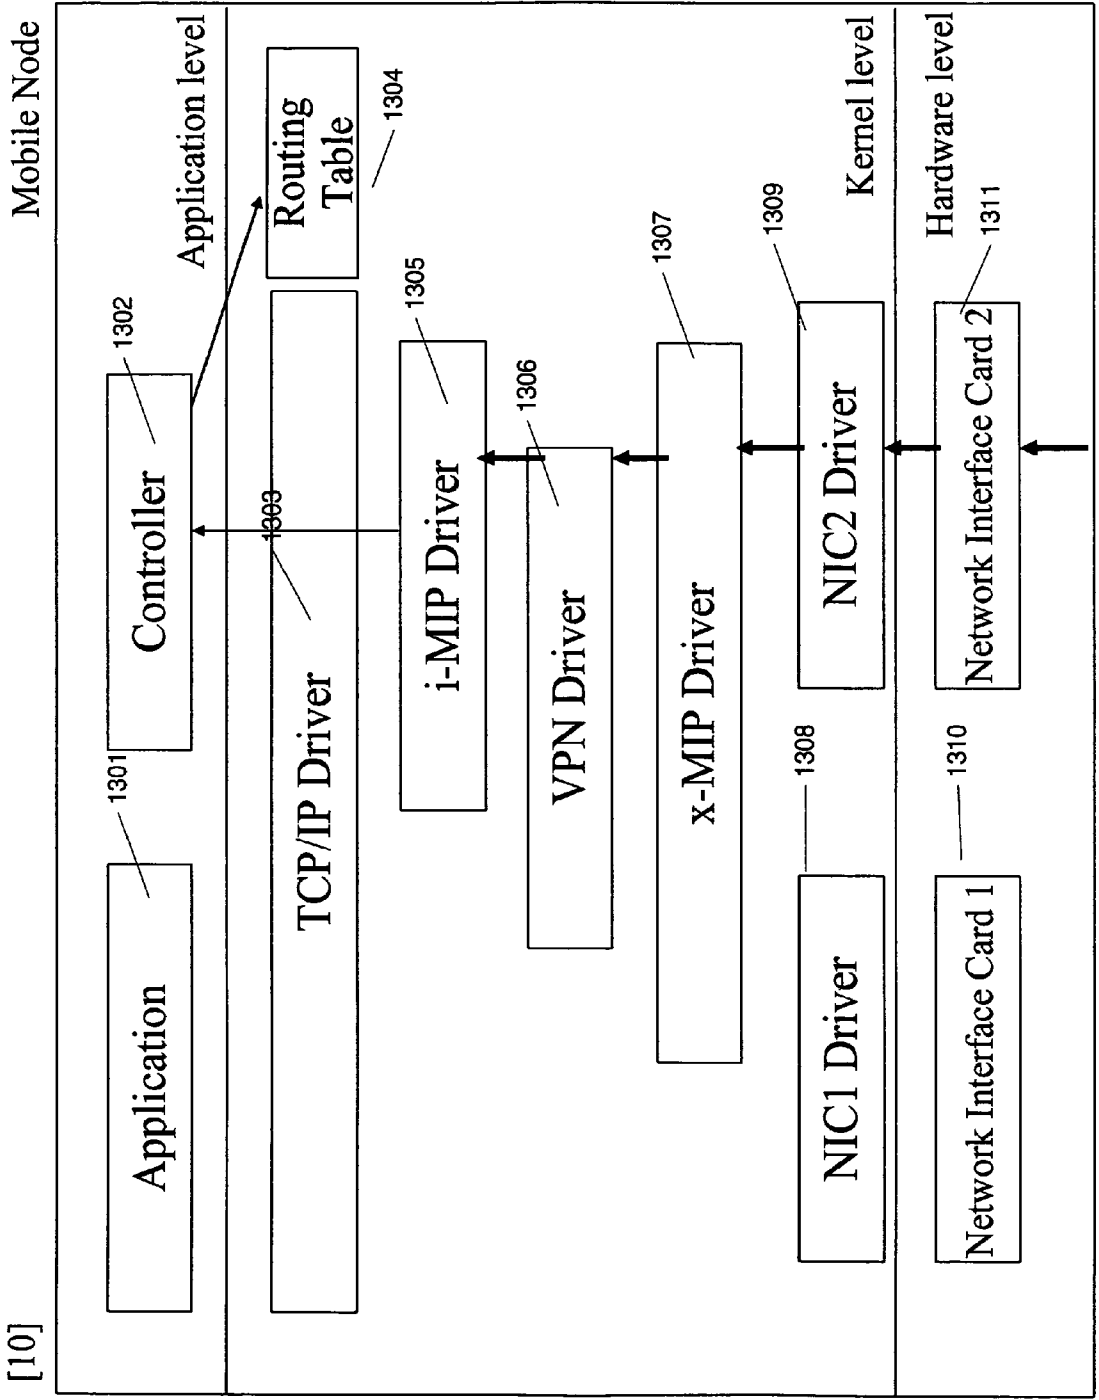 [10]
Mobile Node
Application
1301
Controller
1302
Application level
TCP/IP Driver
1303
Routing
Table
1304
i-MIP Driver
1305
VPN Driver
1306
x-MIP Driver
1307
NIC1 Driver
1308
NIC2 Driver
1309
Kernel level
Hardware level
Network Interface Card 1
1310
Network Interface Card 2
1311